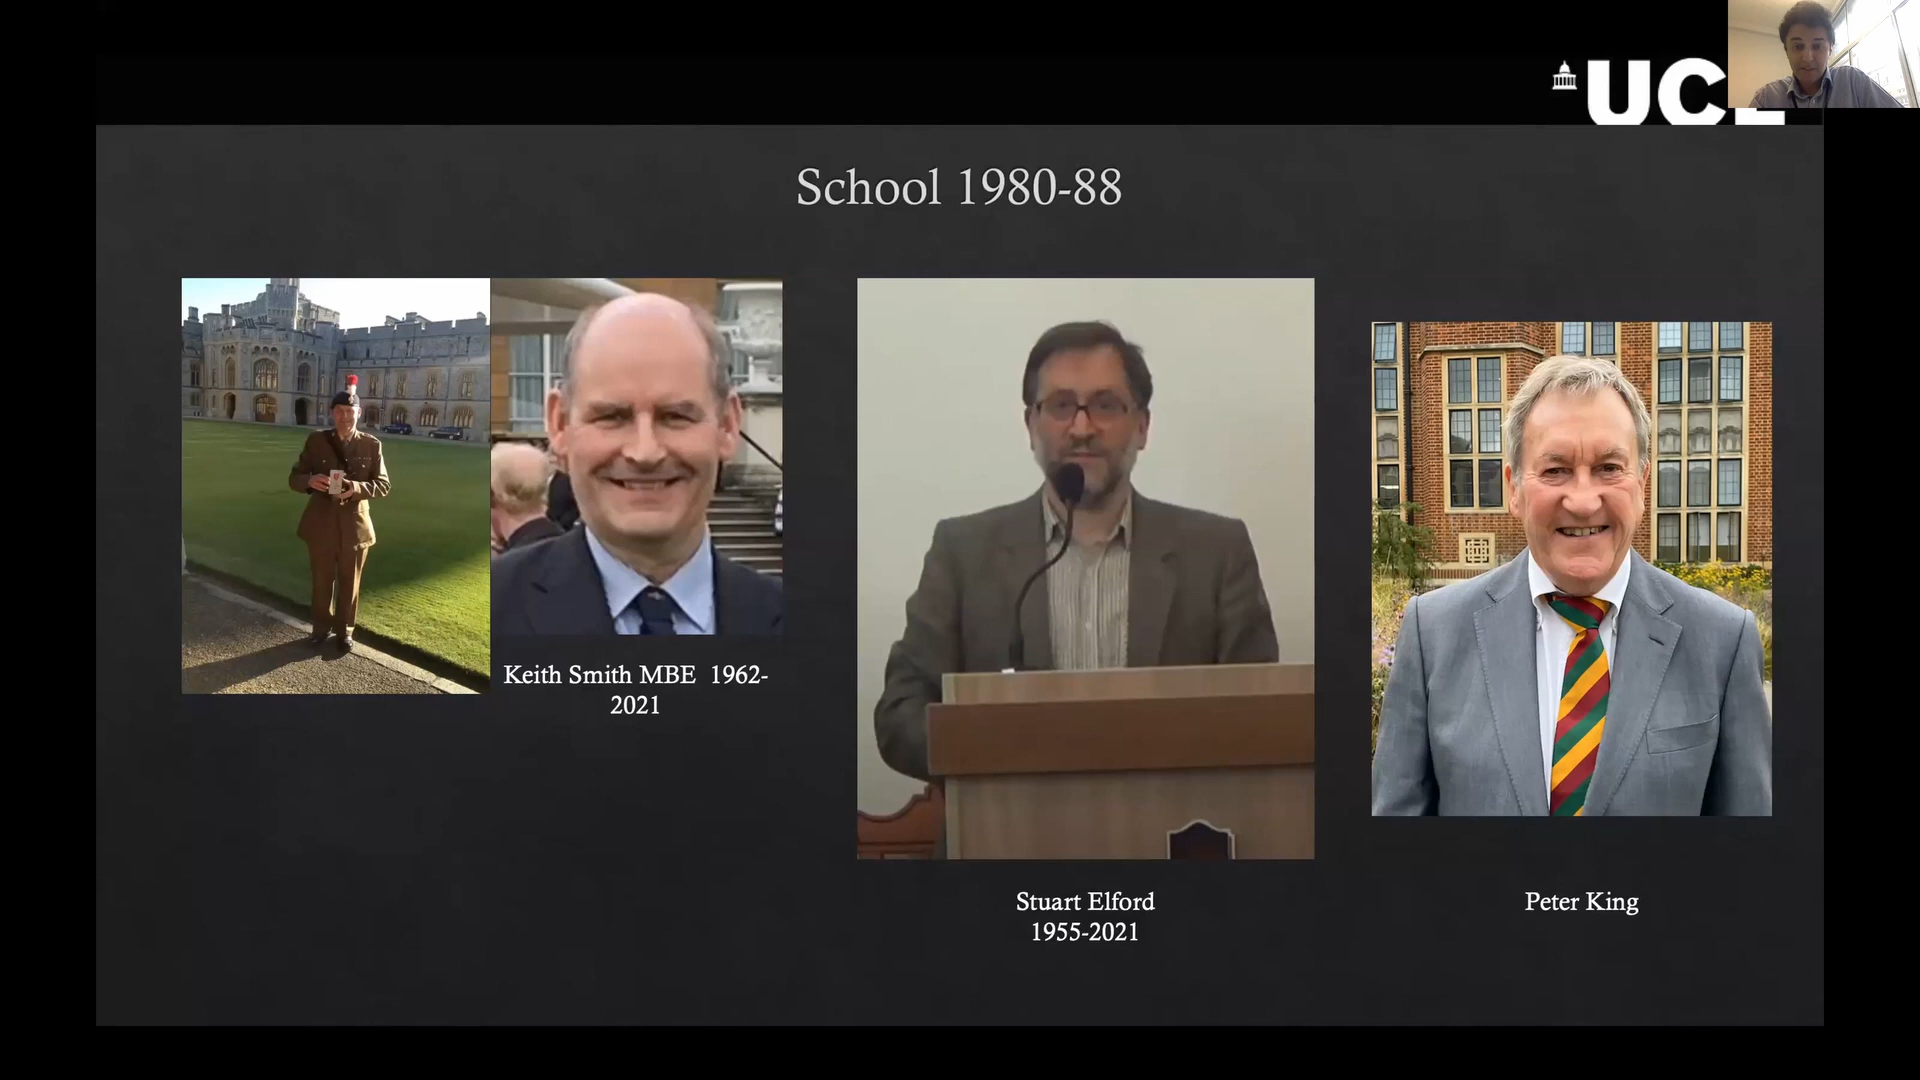 UCL
School 1980-88
Keith Smith MBE 1962-
2021
Stuart Elford
1955-2021
Peter King